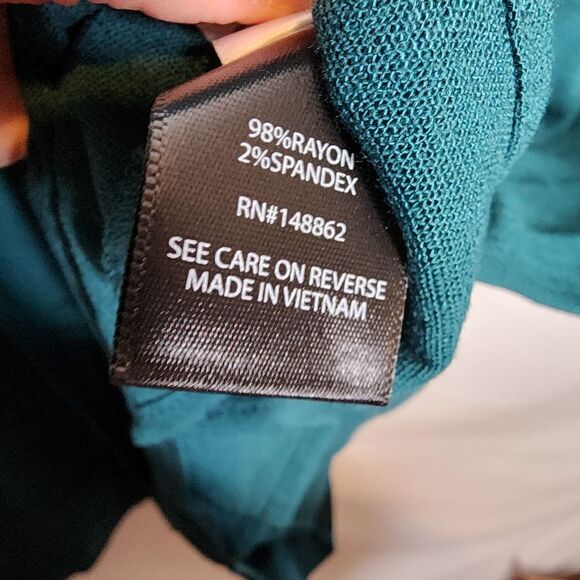 98%RAYON
2%SPANDEX
RN#148862
SEE CARE ON REVERSE
MADE IN VIETNAM